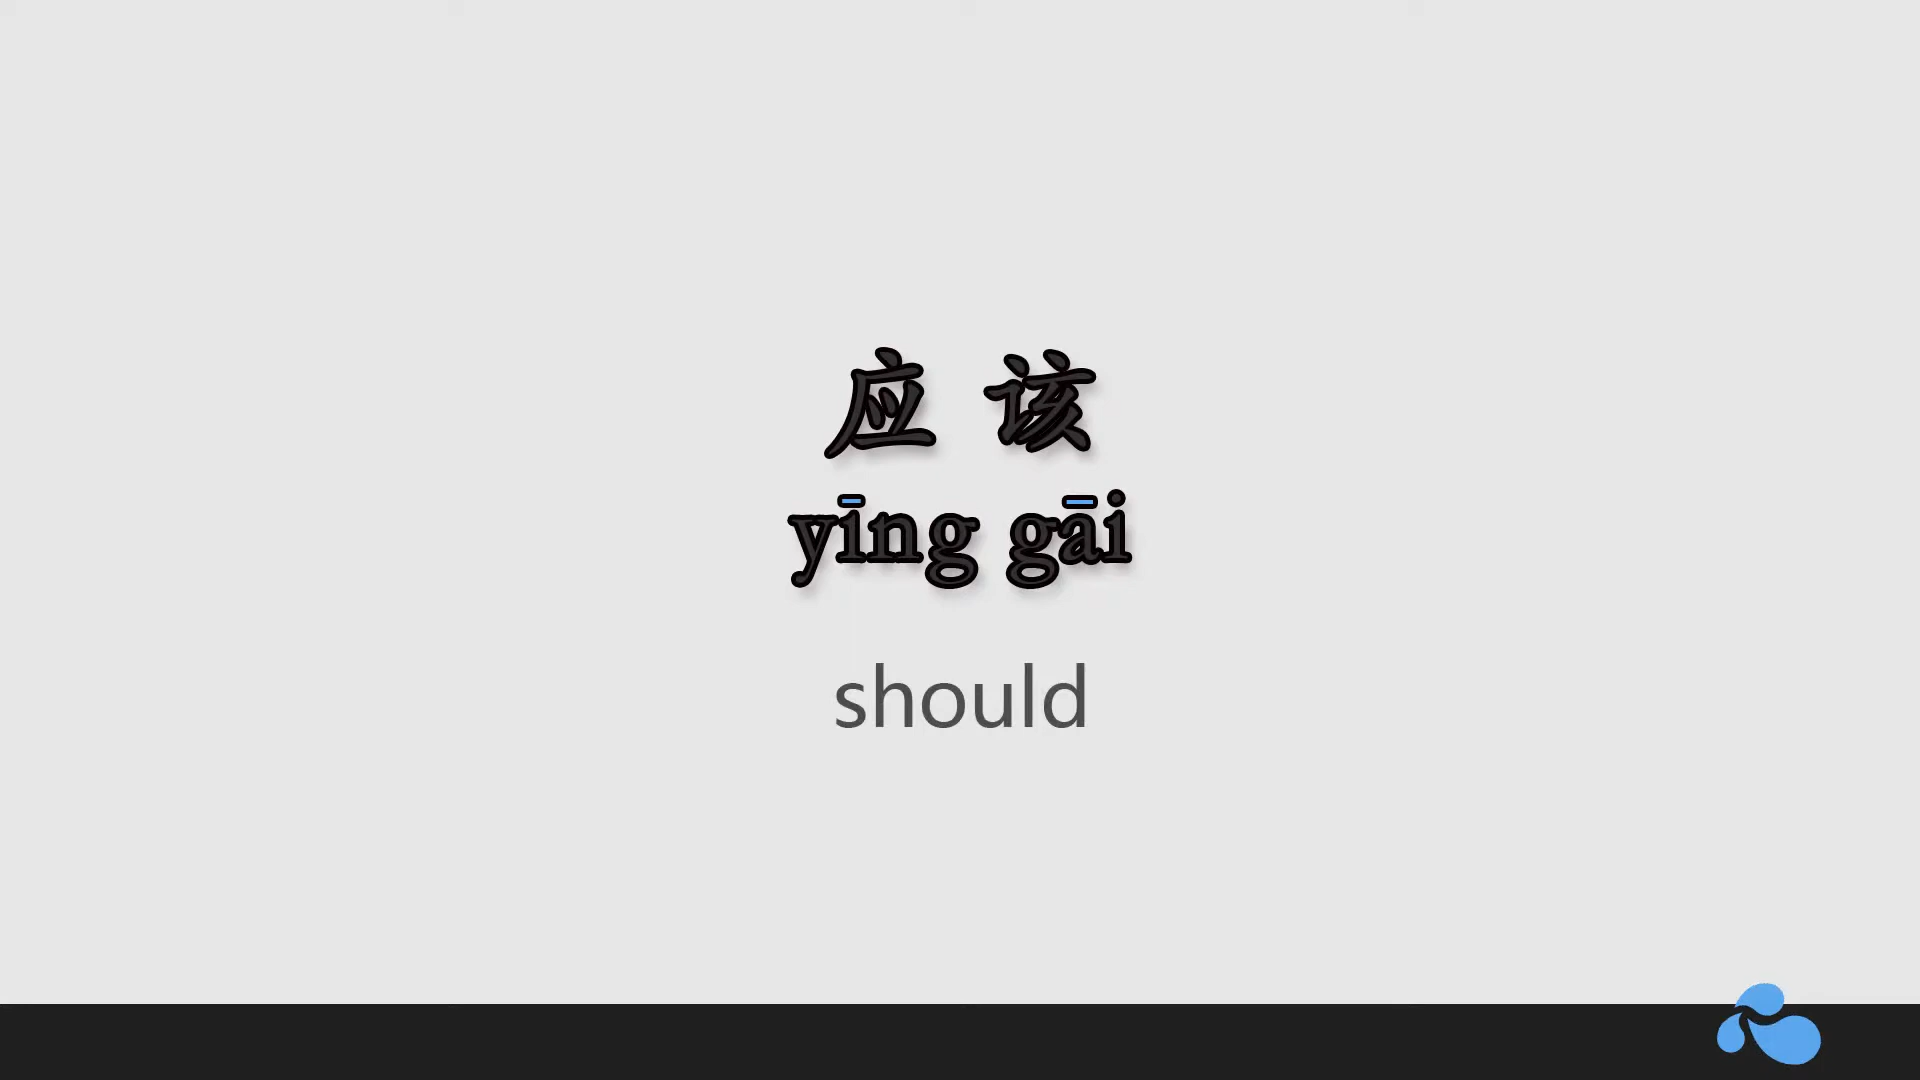 应 该
yīng gāi
should